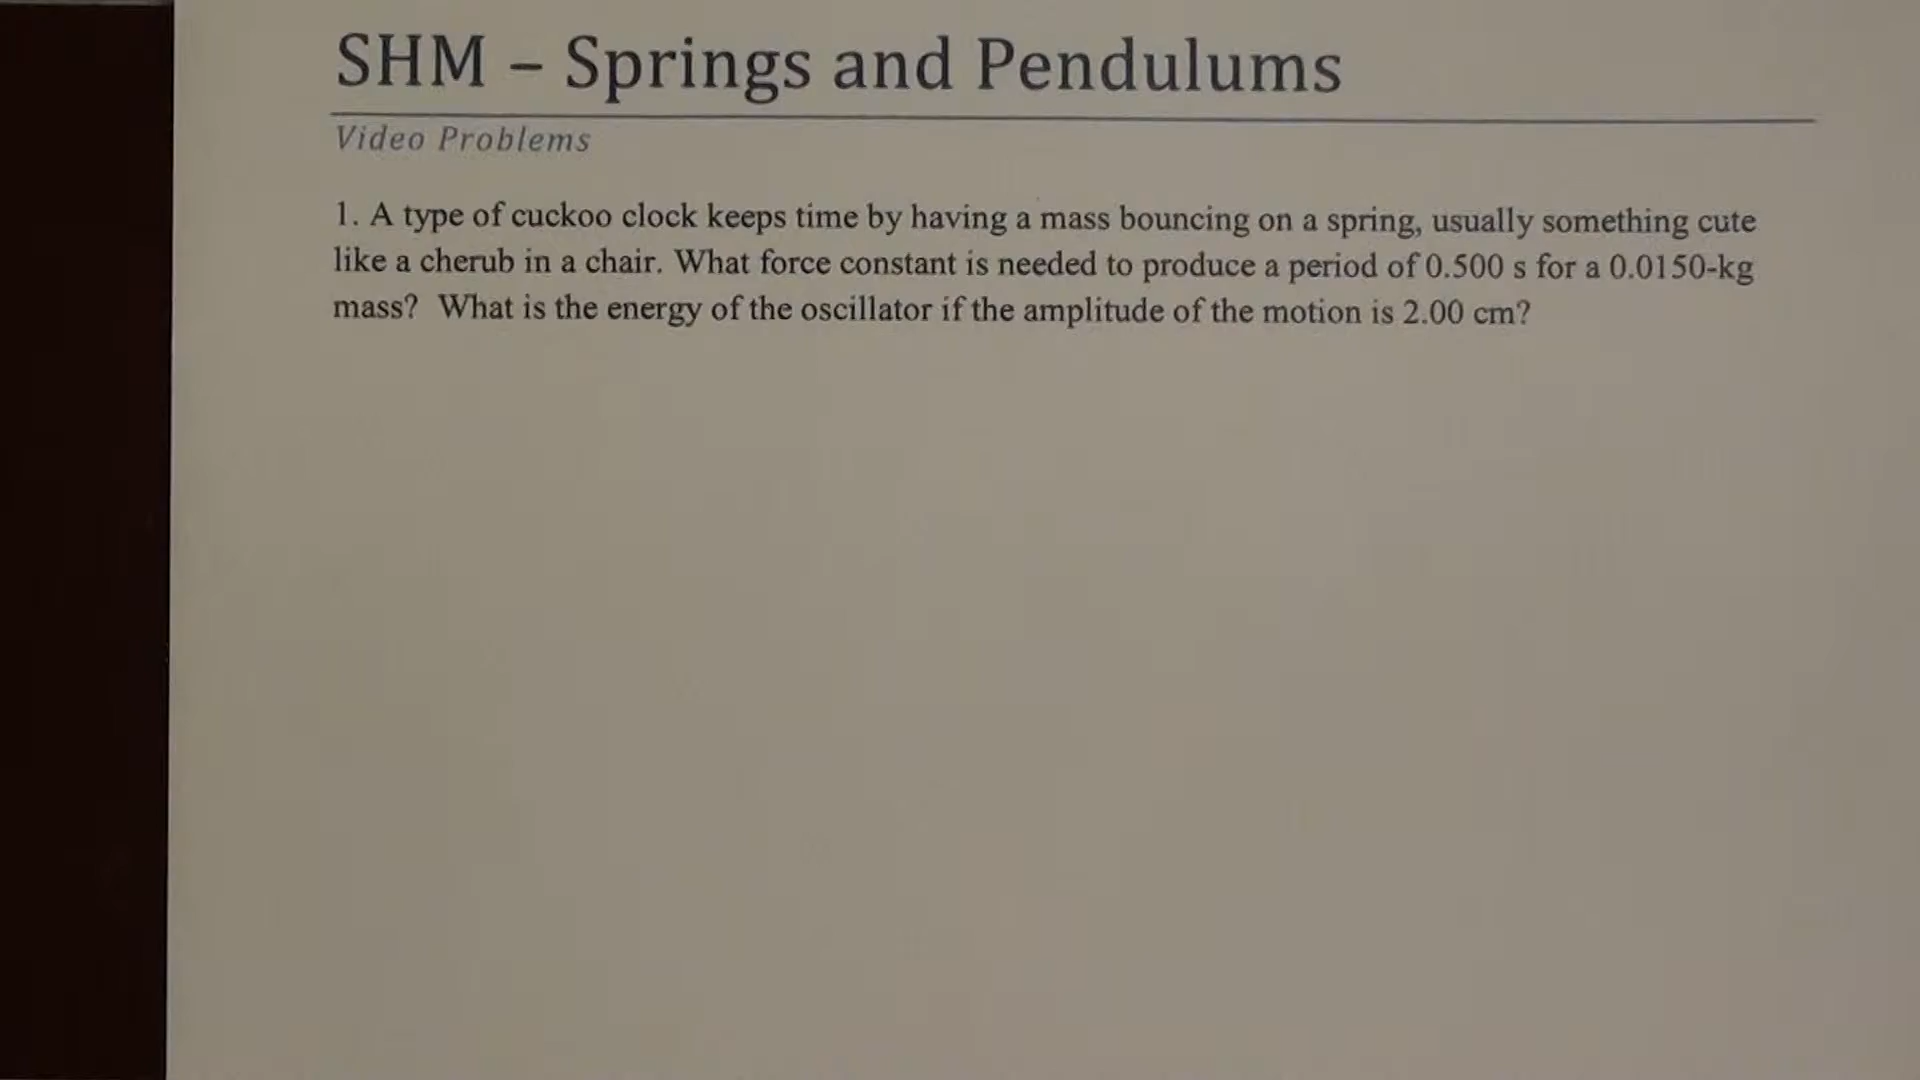 SHM – Springs and Pendulums
Video Problems
1. A type of cuckoo clock keeps time by having a mass bouncing on a spring, usually something cute
like a cherub in a chair. What force constant is needed to produce a period of 0.500 s for a 0.0150-kg
mass?  What is the energy of the oscillator if the amplitude of the motion is 2.00 cm?